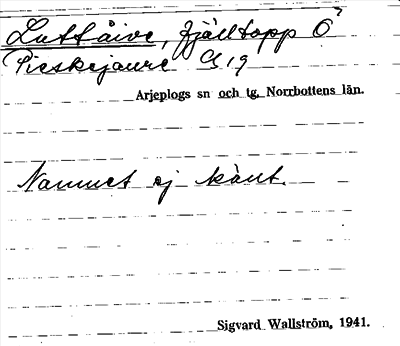 Luttåive, fjälltopp Ö
Pieskejaure G 19
Arjeplogs sn och tg. Norrbottens län.
Namnet ej känt.
Sigvard Wallström, 1941.